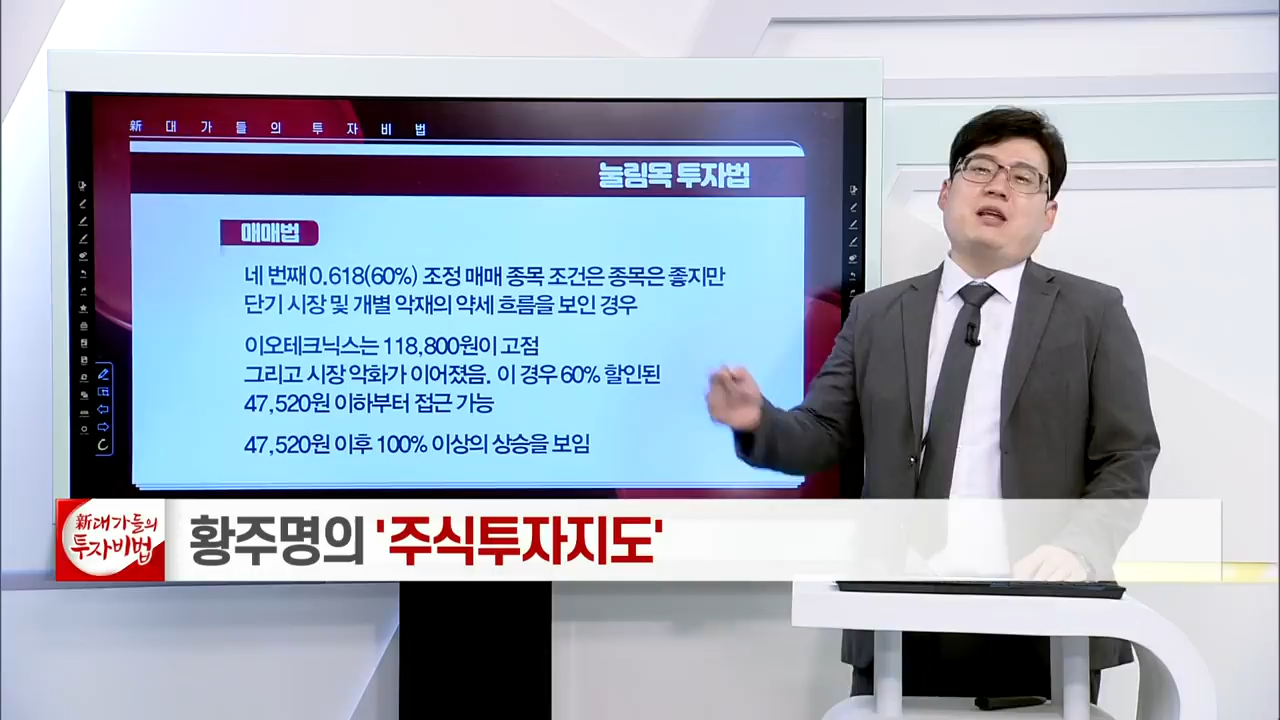 新 대 가 들 의 투 자 비 법
눌림목 투자법
매매법
네 번째 0.618(60%) 조정 매매 종목 조건은 종목은 좋지만
단기 시장 및 개별 악재의 약세 흐름을 보인 경우
이오테크닉스는 118,800원이 고점
그리고 시장 악화가 이어졌음. 이 경우 60% 할인된
47,520원 이하부터 접근 가능
47,520원 이후 100% 이상의 상승을 보임
新대가들의
투자비법
황주명의 '주식투자지도'